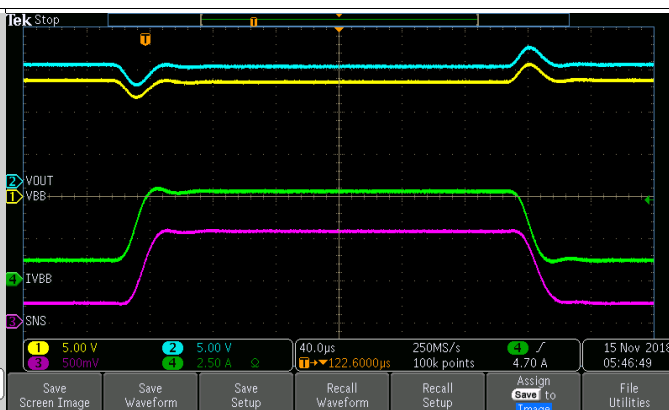 Tek Stop
T
T
2 VOUT
1 VBB
4 IVBB
3 SNS
1 5.00 V 2 5.00 V 40.0µs 250MS/s 4 15 Nov 2018
3 500mV 4 2.50 A Ω T→▼122.6000µs 100k points 4.70 A 05:46:49
Save Screen Image
Save Waveform
Save Setup
Recall Waveform
Recall Setup
Assign Save to Image
File Utilities